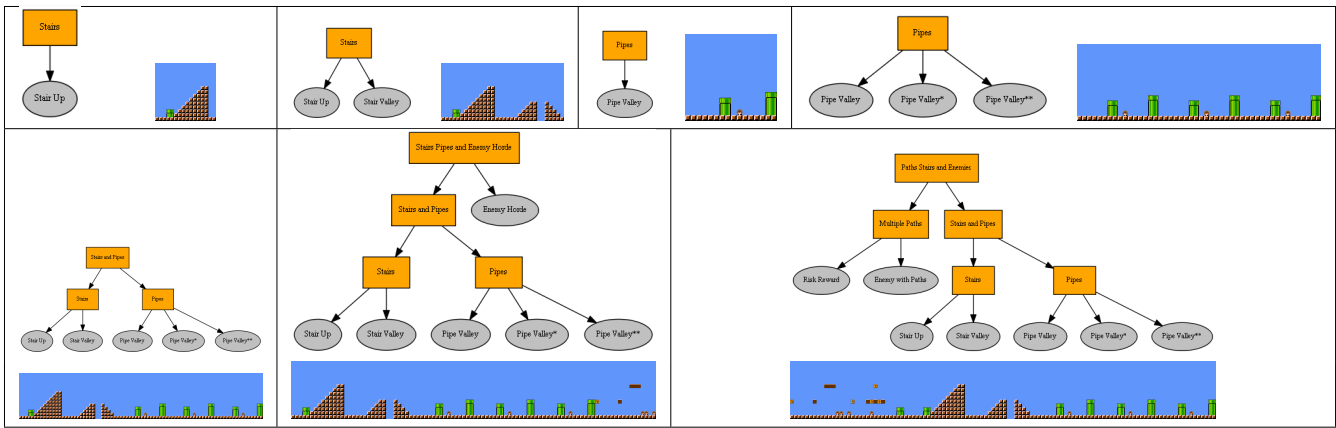 Stairs
Stair Up
Stairs
Stair Up
Stair Valley
Pipes
Pipe Valley
Pipes
Pipe Valley
Pipe Valley*
Pipe Valley**
Stairs and Pipes
Stairs
Pipes
Stair Up
Stair Valley
Pipe Valley
Pipe Valley*
Pipe Valley**
Stairs Pipes and Enemy Horde
Stairs and Pipes
Enemy Horde
Stairs
Pipes
Stair Up
Stair Valley
Pipe Valley
Pipe Valley*
Pipe Valley**
Paths Stairs and Enemies
Multiple Paths
Stairs and Pipes
Risk Reward
Enemy with Paths
Stairs
Pipes
Stair Up
Stair Valley
Pipe Valley
Pipe Valley*
Pipe Valley**